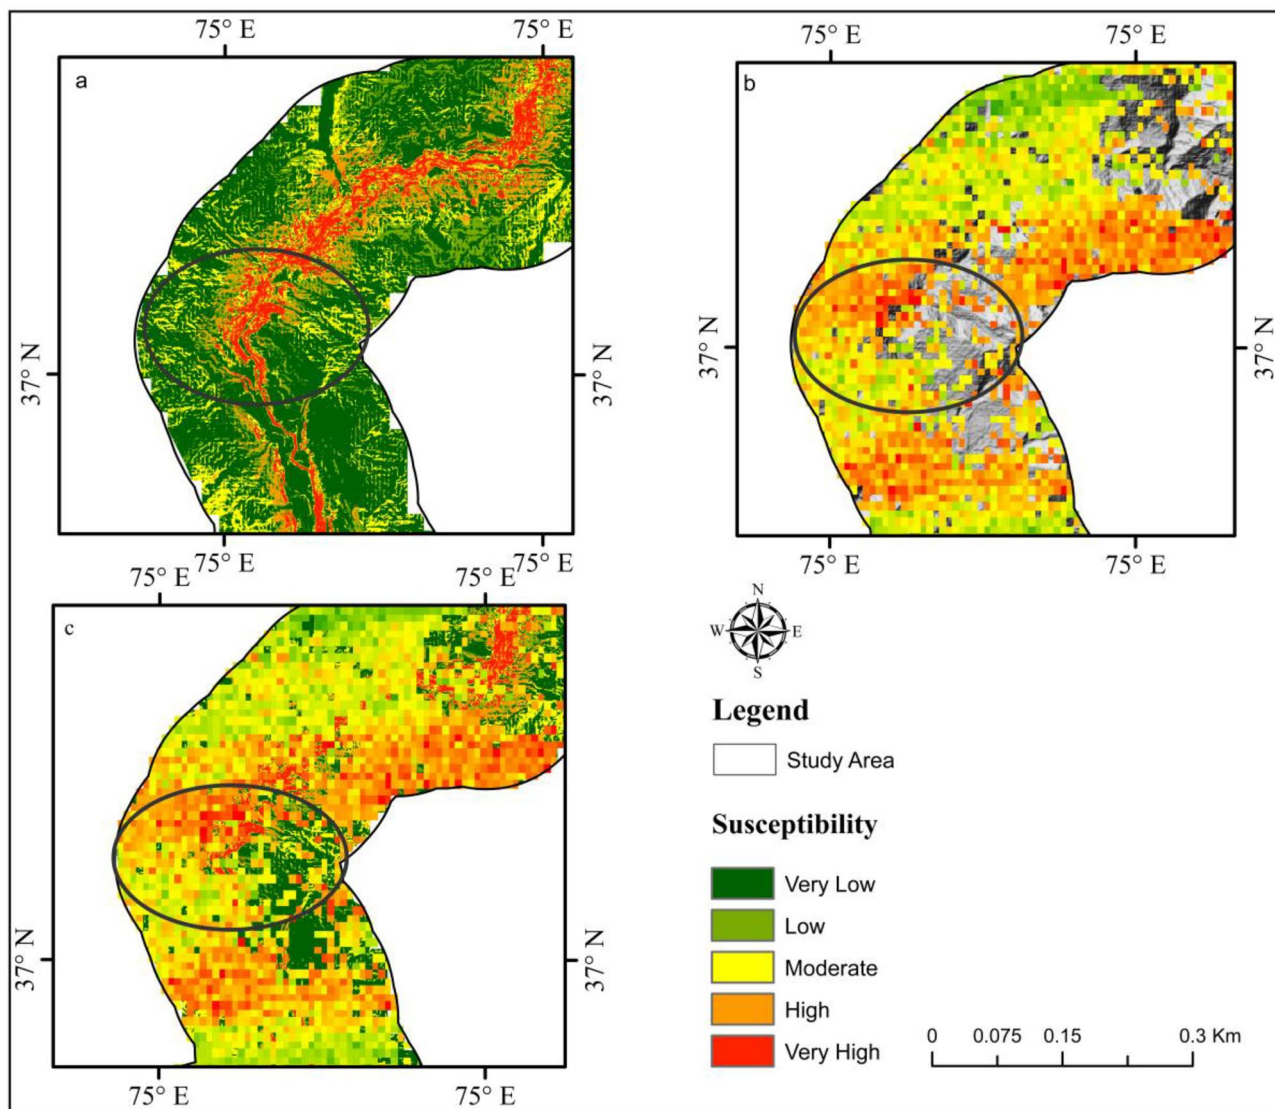 75° E 75° E
a
37° N 37° N
75° E 75° E
75° E 75° E
b
37° N 37° N
75° E 75° E
75° E 75° E
c
37° N 37° N
75° E 75° E
N
W E
S
Legend
Study Area
Susceptibility
Very Low
Low
Moderate
High
Very High
0 0.075 0.15 0.3 Km